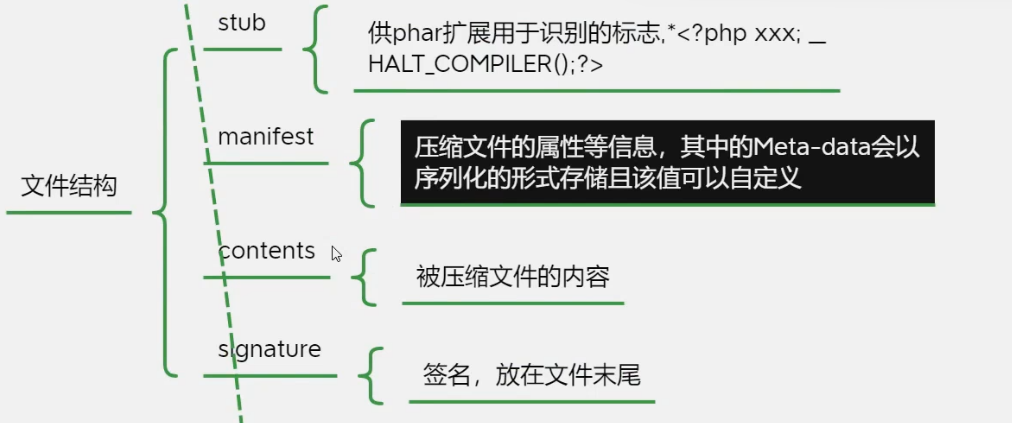 文件结构
stub
供phar扩展用于识别的标志,*<?php xxx; __
HALT_COMPILER();?>
manifest
压缩文件的属性等信息，其中的Meta-data会以
序列化的形式存储且该值可以自定义
contents
被压缩文件的内容
signature
签名，放在文件末尾